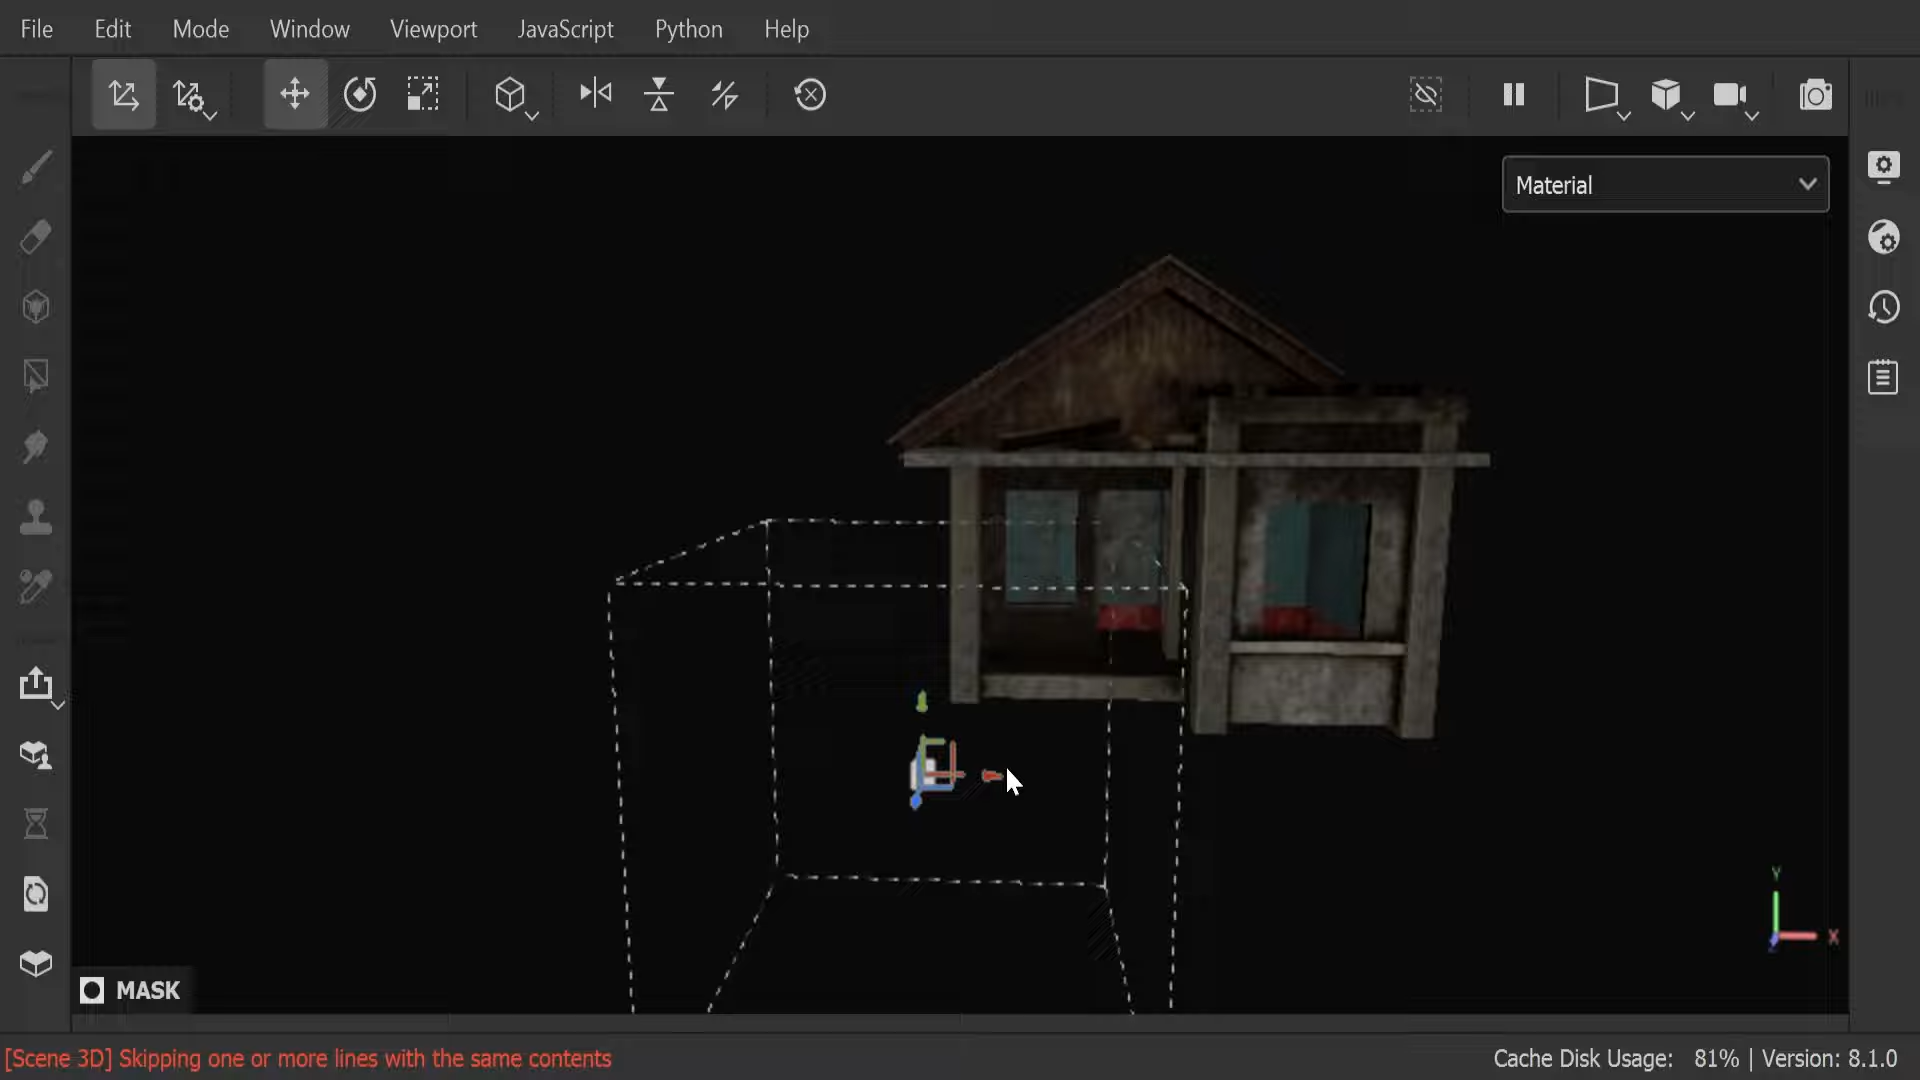 File Edit Mode Window Viewport JavaScript Python Help
Material
Y
X
MASK
[Scene 3D] Skipping one or more lines with the same contents
Cache Disk Usage: 81% | Version: 8.1.0